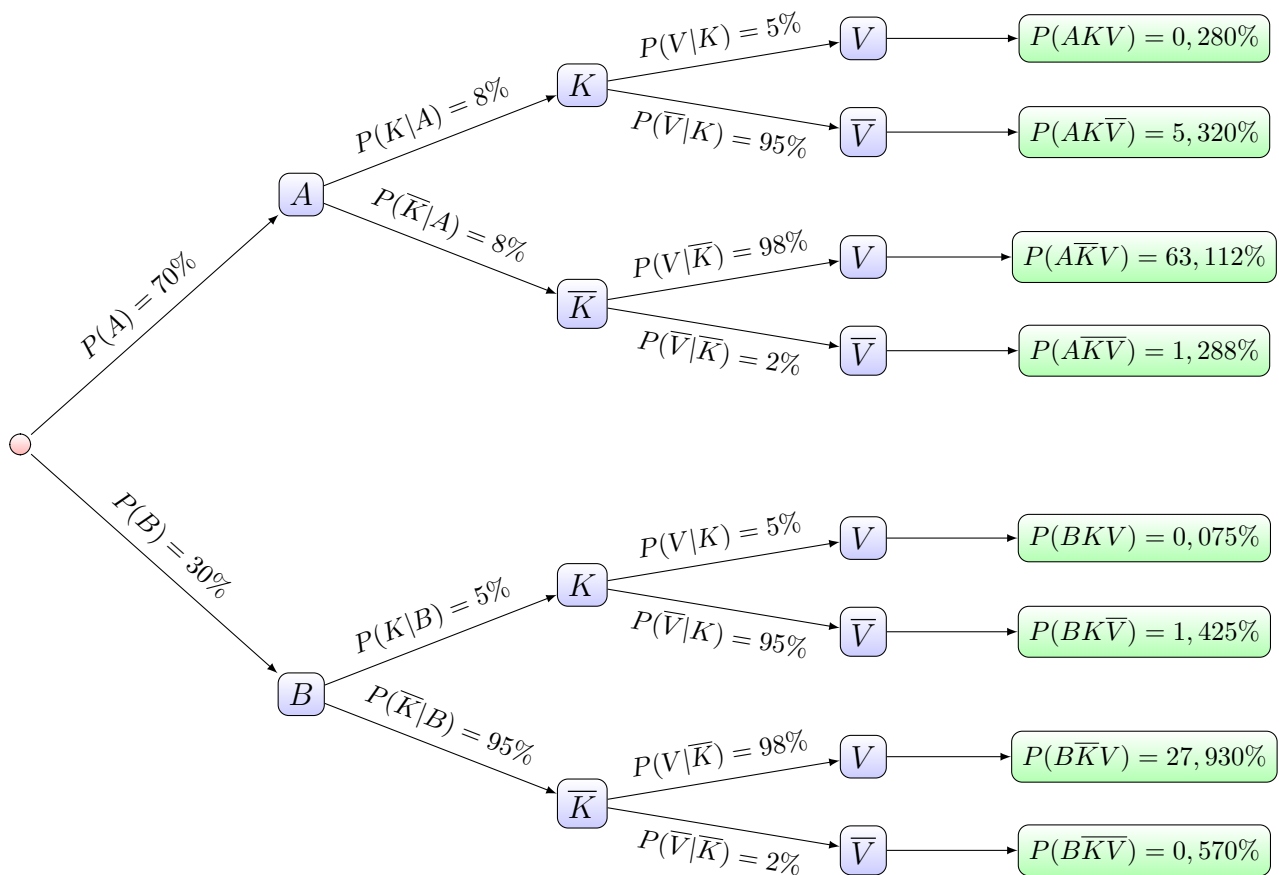 P(V|K) = 5%
V
P(AKV) = 0, 280%
K
P(K|A) = 8%
P(V̅|K) = 95%
V̅
P(AKV̅) = 5, 320%
A
P(K̅|A) = 8%
P(V|K̅) = 98%
V
P(AK̅V) = 63, 112%
K̅
P(A) = 70%
P(V̅|K̅) = 2%
V̅
P(AK̅V̅) = 1, 288%
P(B) = 30%
P(V|K) = 5%
V
P(BKV) = 0, 075%
K
P(K|B) = 5%
P(V̅|K) = 95%
V̅
P(BKV̅) = 1, 425%
B
P(K̅|B) = 95%
P(V|K̅) = 98%
V
P(BK̅V) = 27, 930%
K̅
P(V̅|K̅) = 2%
V̅
P(BK̅V̅) = 0, 570%